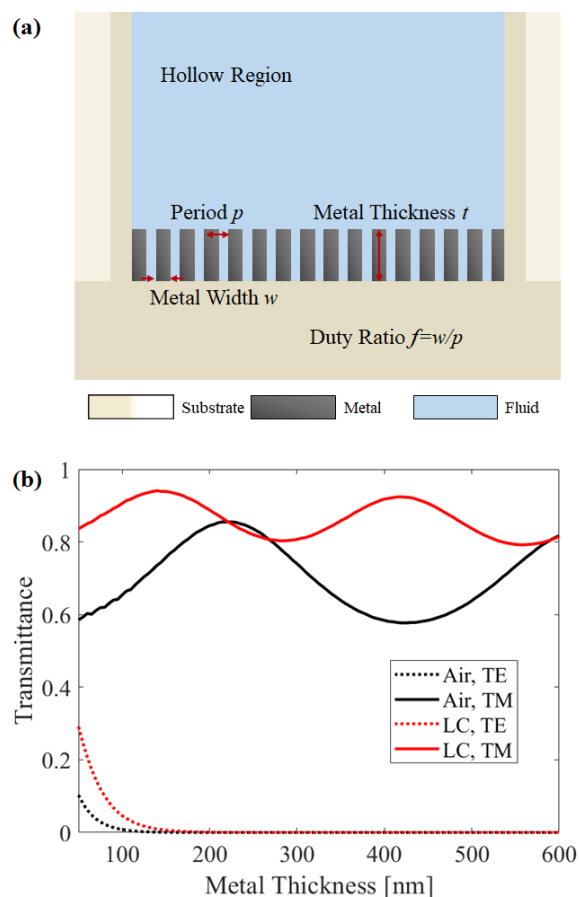 (a)
Hollow Region
Period p
Metal Thickness t
Metal Width w
Duty Ratio f=w/p
Substrate
Metal
Fluid
(b)
1
0.8
0.6
0.4
0.2
0
Transmittance
Air, TE
Air, TM
LC, TE
LC, TM
100 200 300 400 500 600
Metal Thickness [nm]